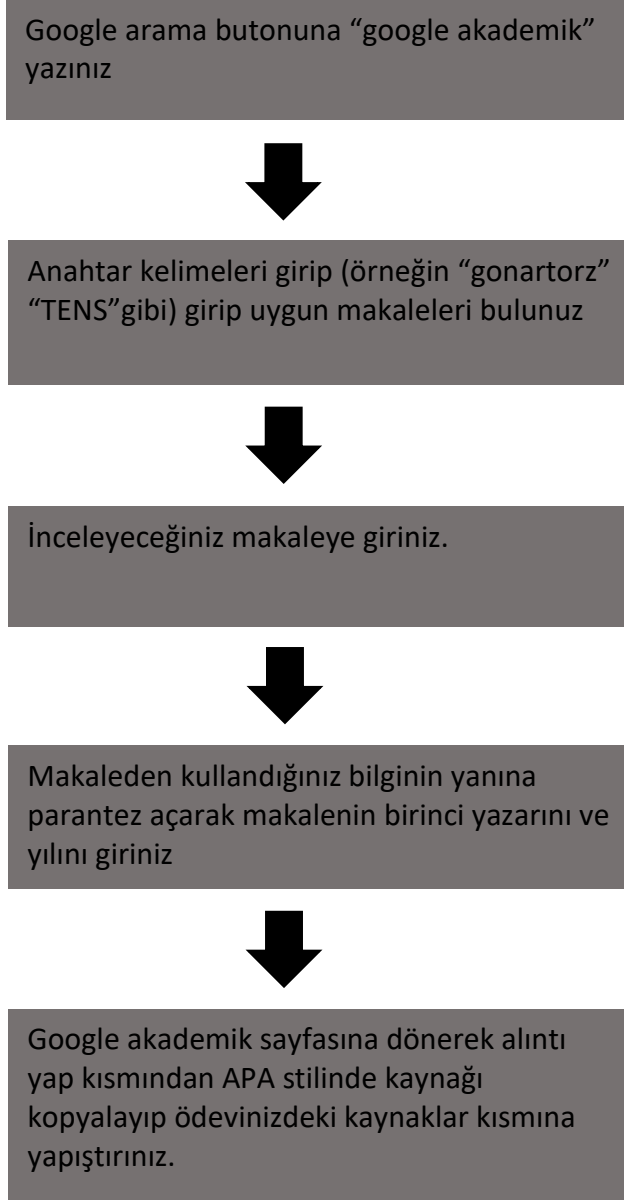 Google arama butonuna “google akademik”
yazınız
Anahtar kelimeleri girip (örneğin “gonartorz”
“TENS”gibi) girip uygun makaleleri bulunuz
İnceleyeceğiniz makaleye giriniz.
Makaleden kullandığınız bilginin yanına
parantez açarak makalenin birinci yazarını ve
yılını giriniz
Google akademik sayfasına dönerek alıntı
yap kısmından APA stilinde kaynağı
kopyalayıp ödevinizdeki kaynaklar kısmına
yapıştırınız.